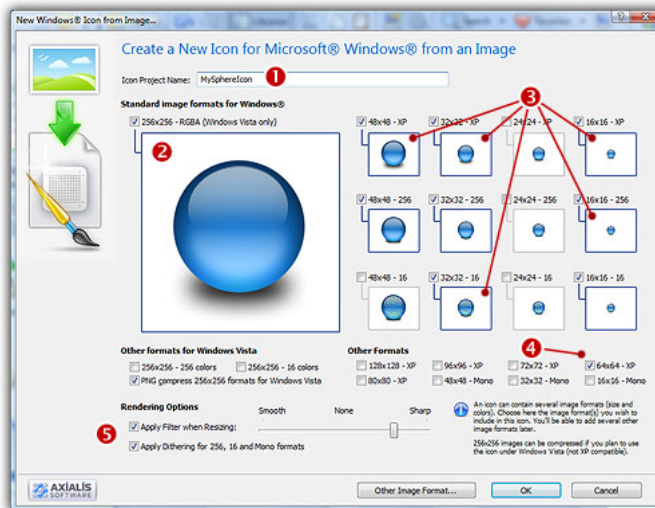 New Windows® Icon from Image...
Create a New Icon for Microsoft® Windows® from an Image
Icon Project Name: MySphereIcon 1
Standard image formats for Windows®
256x256 - RGBA (Windows Vista only)
48x48 - XP 32x32 - XP 24x24 - XP 16x16 - XP
2
3
48x48 - 256 32x32 - 256 24x24 - 256 16x16 - 256
48x48 - 16 32x32 - 16 24x24 - 16 16x16 - 16
4
Other formats for Windows Vista
256x256 - 256 colors 256x256 - 16 colors
PNG compress 256x256 formats for Windows Vista
Other Formats
128x128 - XP 96x96 - XP 72x72 - XP 64x64 - XP
80x80 - XP 48x48 - Mono 32x32 - Mono 16x16 - Mono
Rendering Options
Smooth None Sharp
5
Apply Filter when Resizing:
Apply Dithering for 256, 16 and Mono formats
An icon can contain several image formats (size and
colors). Choose here the image format(s) you wish to
include in this icon. You'll be able to add several other
image formats later.
256x256 images can be compressed if you plan to use
the icon under Windows Vista (not XP compatible).
AXIALIS
SOFTWARE
Other Image Format...
OK
Cancel